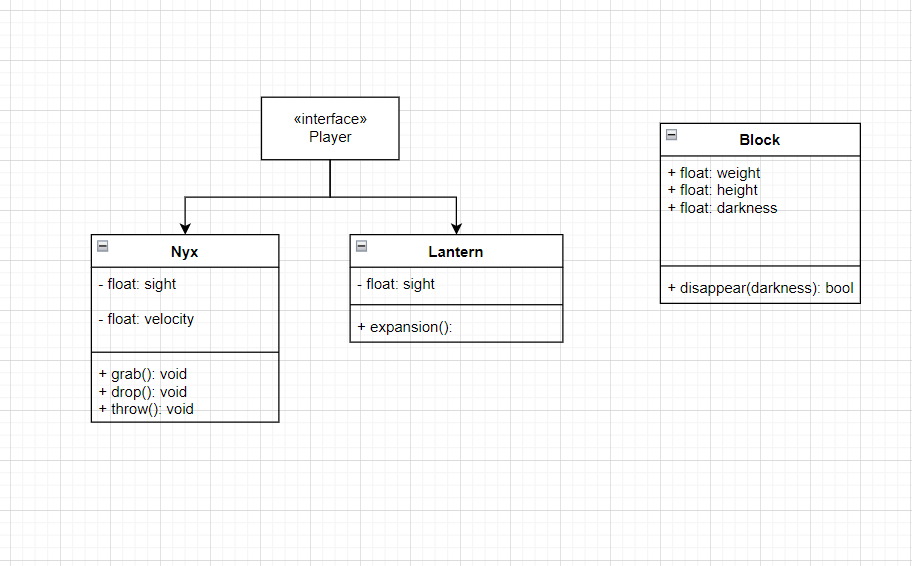 «interface»
Player
Nyx
- float: sight
- float: velocity
+ grab(): void
+ drop(): void
+ throw(): void
Lantern
- float: sight
+ expansion():
Block
+ float: weight
+ float: height
+ float: darkness
+ disappear(darkness): bool